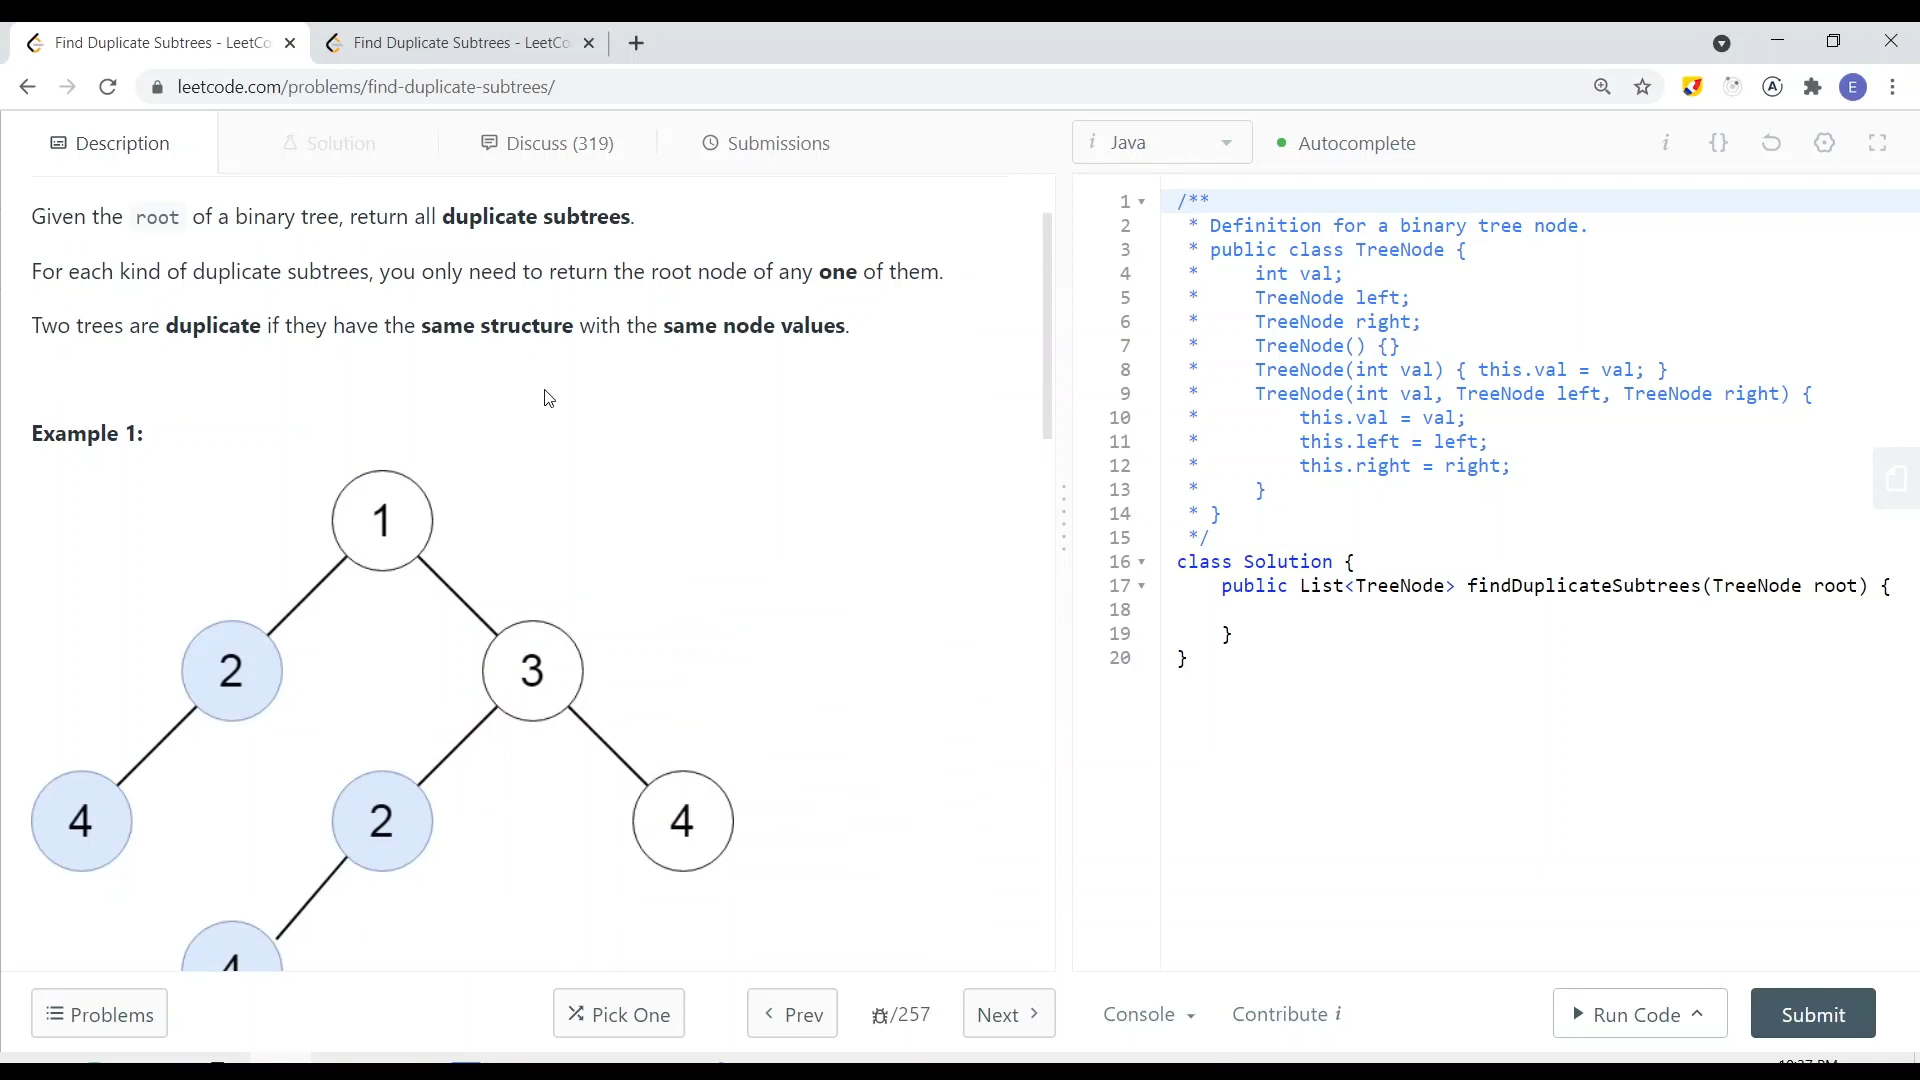 Find Duplicate Subtrees - LeetCo
Find Duplicate Subtrees - LeetCo
leetcode.com/problems/find-duplicate-subtrees/
A
E
Description
Solution
Discuss (319)
Submissions
i Java
Autocomplete
i {}
Given the root of a binary tree, return all duplicate subtrees.
For each kind of duplicate subtrees, you only need to return the root node of any one of them.
Two trees are duplicate if they have the same structure with the same node values.
Example 1:
1
2
3
4
2
4
4
1 /**
2  * Definition for a binary tree node.
3  * public class TreeNode {
4  *     int val;
5  *     TreeNode left;
6  *     TreeNode right;
7  *     TreeNode() {}
8  *     TreeNode(int val) { this.val = val; }
9  *     TreeNode(int val, TreeNode left, TreeNode right) {
10  *         this.val = val;
11  *         this.left = left;
12  *         this.right = right;
13  *     }
14  * }
15  */
16 class Solution {
17     public List<TreeNode> findDuplicateSubtrees(TreeNode root) {
18
19     }
20 }
Problems
Pick One
< Prev
/257
Next >
Console
Contribute i
Run Code
Submit